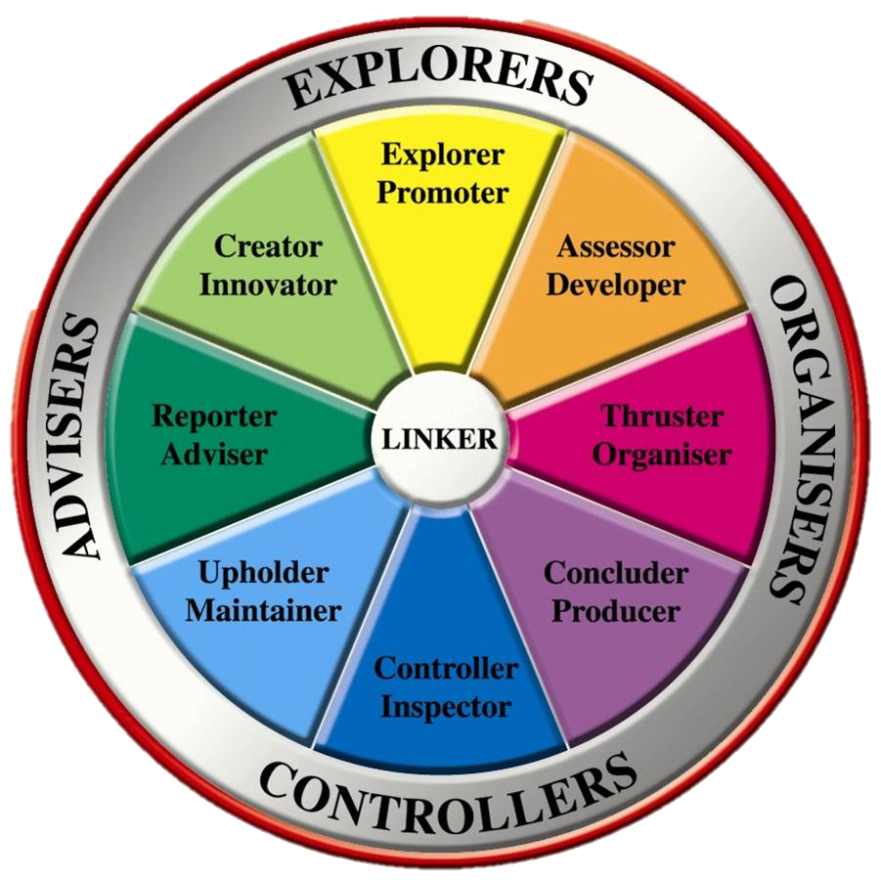 EXPLORERS
Explorer
Promoter
Creator
Innovator
Assessor
Developer
ORGANISERS
ADVISERS
Reporter
Adviser
LINKER
Thruster
Organiser
Upholder
Maintainer
Concluder
Producer
Controller
Inspector
CONTROLLERS